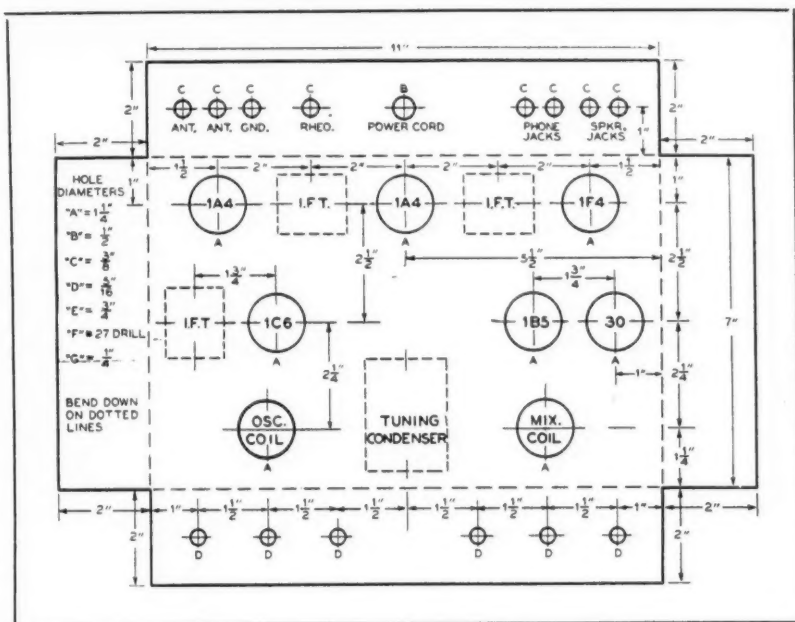 11"
C C C C B C C C C
ANT. ANT. GND. RHEO. POWER CORD PHONE JACKS SPKR. JACKS
2" 2" 1"
2" 2"
1 1/2" 2" 2" 2" 2" 1 1/2"
HOLE
DIAMETERS
"A" = 1 1/4"
"B" = 1/2"
"C" = 3/8"
"D" = 5/16"
"E" = 3/4"
"F" = 27 DRILL
"G" = 1/4"
BEND DOWN
ON DOTTED
LINES
1" 1A4 I.F.T. 1A4 I.F.T. 1F4 1"
A A A
2 1/2" 5 1/2" 2 1/2"
1 3/4" 1 3/4"
7"
I.F.T 1C6 1B5 30
A A A
2 1/4" 1" 2 1/4"
OSC.
COIL
A
TUNING
CONDENSER
MIX.
COIL
A
1 1/4"
2" 1" 1 1/2" 1 1/2" 1 1/2" 1 1/2" 1 1/2" 1 1/2" 1" 2"
2" 2"
D D D D D D